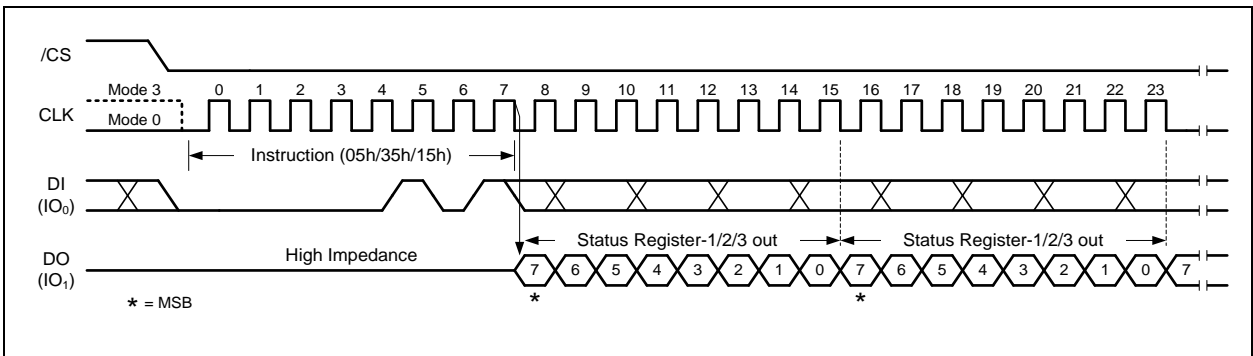 /CS
Mode 3 0 1 2 3 4 5 6 7 8 9 10 11 12 13 14 15 16 17 18 19 20 21 22 23
CLK
Mode 0
Instruction (05h/35h/15h)
DI
(IO₀)
Status Register-1/2/3 out Status Register-1/2/3 out
DO High Impedance
7 6 5 4 3 2 1 0 7 6 5 4 3 2 1 0 7
(IO₁)
* *
* = MSB